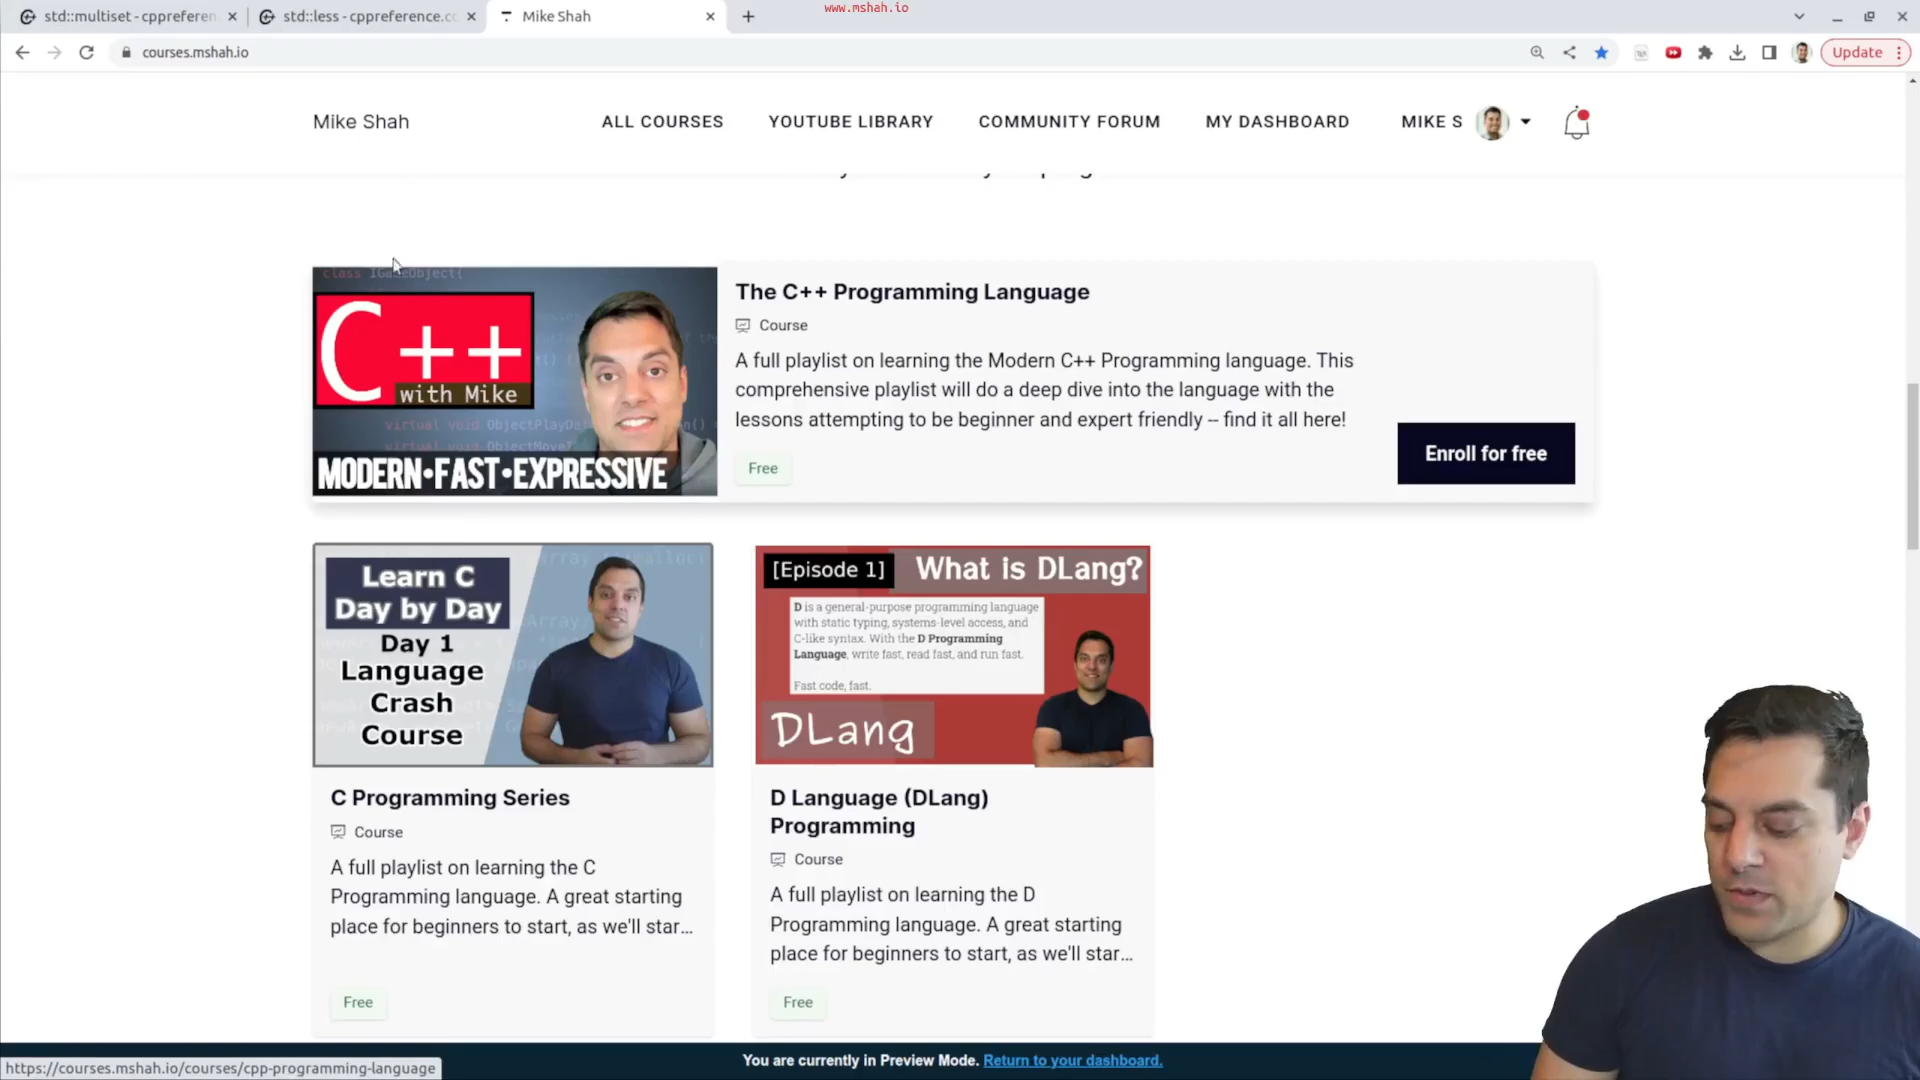 std::multiset - cppreferen
std::less - cppreference.co
Mike Shah
www.mshah.io
courses.mshah.io
Update
Mike Shah
ALL COURSES
YOUTUBE LIBRARY
COMMUNITY FORUM
MY DASHBOARD
MIKE S
class IGameObject{
C++
with Mike
MODERN•FAST•EXPRESSIVE
The C++ Programming Language
Course
A full playlist on learning the Modern C++ Programming language. This
comprehensive playlist will do a deep dive into the language with the
lessons attempting to be beginner and expert friendly -- find it all here!
Free
Enroll for free
Learn C
Day by Day
Day 1
Language
Crash
Course
C Programming Series
Course
A full playlist on learning the C
Programming language. A great starting
place for beginners to start, as we'll star...
Free
[Episode 1]
What is DLang?
D is a general-purpose programming language
with static typing, systems-level access, and
C-like syntax. With the D Programming
Language, write fast, read fast, and run fast.
Fast code, fast.
DLang
D Language (DLang)
Programming
Course
A full playlist on learning the D
Programming language. A great starting
place for beginners to start, as we'll star...
Free
You are currently in Preview Mode. Return to your dashboard.
https://courses.mshah.io/courses/cpp-programming-language